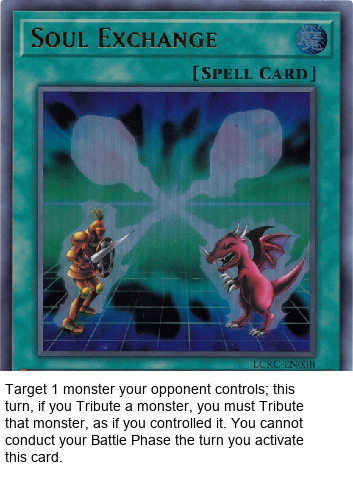 SOUL EXCHANGE
魔
[SPELL CARD]
LCKC-EN038
Target 1 monster your opponent controls; this
turn, if you Tribute a monster, you must Tribute
that monster, as if you controlled it. You cannot
conduct your Battle Phase the turn you activate
this card.